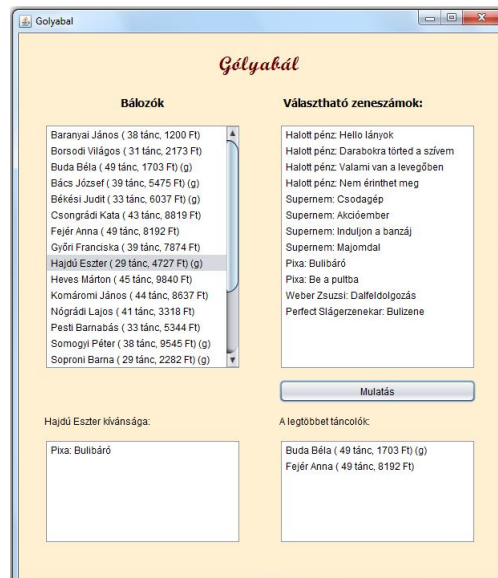 Golyabal
Gólyabál
Bálozók
Baranyai János ( 38 tánc, 1200 Ft)
Borsodi Világos ( 31 tánc, 2173 Ft)
Buda Béla ( 49 tánc, 1703 Ft) (g)
Bács József ( 39 tánc, 5475 Ft) (g)
Békési Judit ( 33 tánc, 6037 Ft) (g)
Csongrádi Kata ( 43 tánc, 8819 Ft)
Fejér Anna ( 49 tánc, 8192 Ft)
Győri Franciska ( 39 tánc, 7874 Ft)
Hajdú Eszter ( 29 tánc, 4727 Ft) (g)
Heves Márton ( 45 tánc, 9840 Ft)
Komáromi János ( 44 tánc, 8637 Ft)
Nógrádi Lajos ( 41 tánc, 3318 Ft)
Pesti Barnabás ( 33 tánc, 5344 Ft)
Somogyi Péter ( 38 tánc, 9545 Ft) (g)
Soproni Barna ( 29 tánc, 2282 Ft) (g)
Választható zeneszámok:
Halott pénz: Hello lányok
Halott pénz: Darabokra törted a szívem
Halott pénz: Valami van a levegőben
Halott pénz: Nem érinthet meg
Supernem: Csodagép
Supernem: Akcióember
Supernem: Induljon a banzáj
Supernem: Majomdal
Pixa: Bulibáró
Pixa: Be a pultba
Weber Zsuzsi: Dalfeldolgozás
Perfect Slágerzenekar: Bulizene
Mulatás
Hajdú Eszter kívánsága:
Pixa: Bulibáró
A legtöbbet táncolók:
Buda Béla ( 49 tánc, 1703 Ft) (g)
Fejér Anna ( 49 tánc, 8192 Ft)